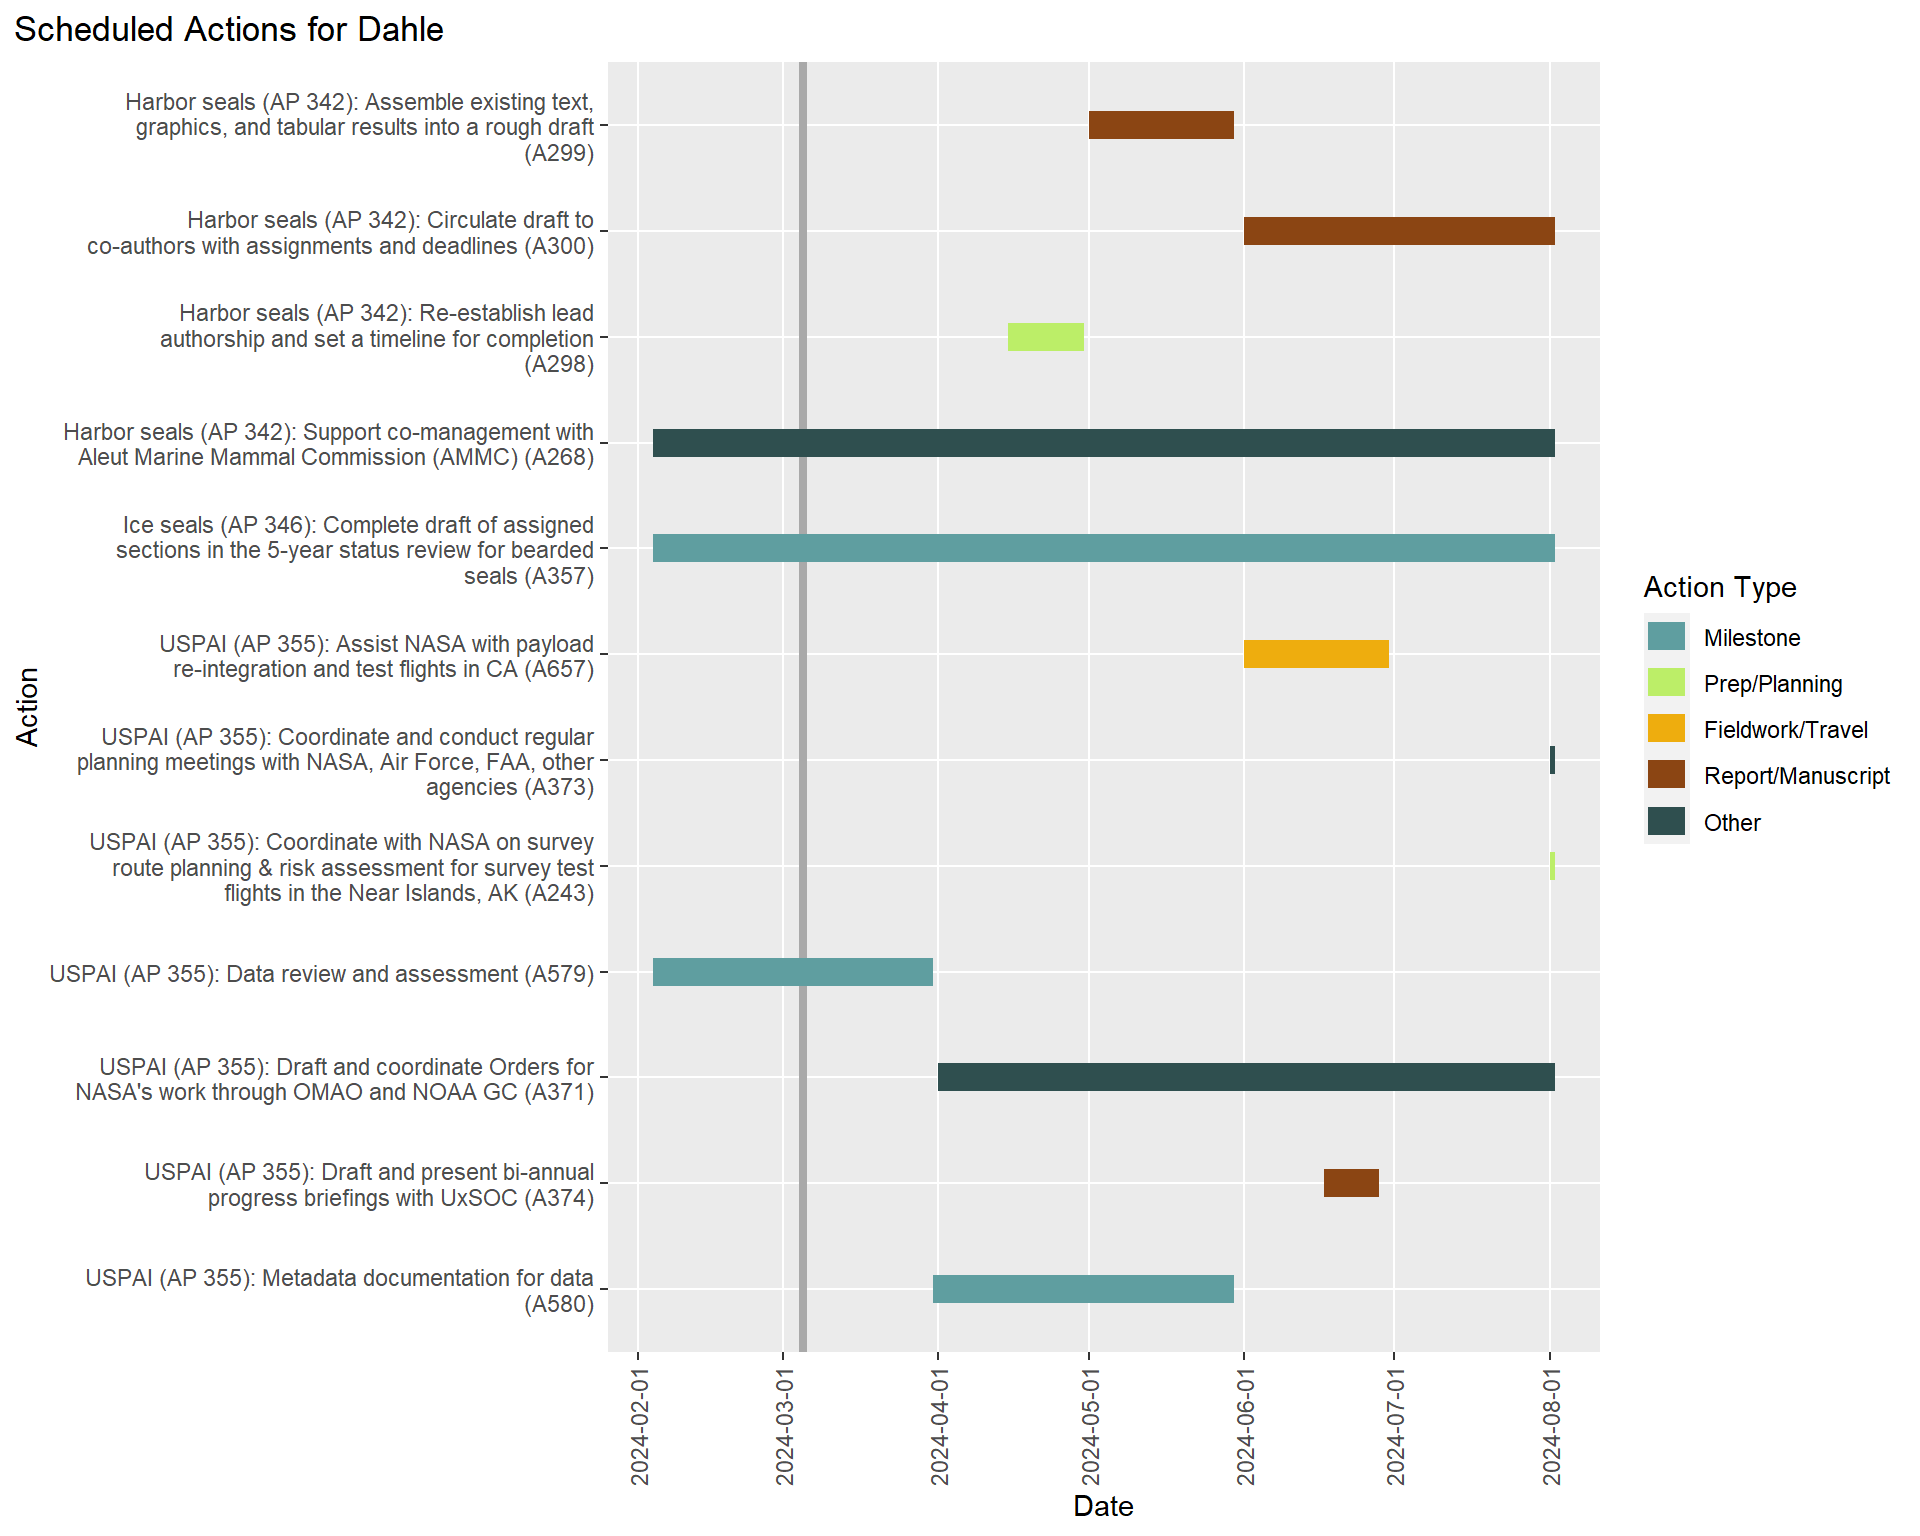 Scheduled Actions for Dahle
Harbor seals (AP 342): Assemble existing text,
graphics, and tabular results into a rough draft
(A299)
Harbor seals (AP 342): Circulate draft to
co-authors with assignments and deadlines (A300)
Harbor seals (AP 342): Re-establish lead
authorship and set a timeline for completion
(A298)
Harbor seals (AP 342): Support co-management with
Aleut Marine Mammal Commission (AMMC) (A268)
Ice seals (AP 346): Complete draft of assigned
sections in the 5-year status review for bearded
seals (A357)
USPAI (AP 355): Assist NASA with payload
re-integration and test flights in CA (A657)
USPAI (AP 355): Coordinate and conduct regular
planning meetings with NASA, Air Force, FAA, other
agencies (A373)
USPAI (AP 355): Coordinate with NASA on survey
route planning & risk assessment for survey test
flights in the Near Islands, AK (A243)
USPAI (AP 355): Data review and assessment (A579)
USPAI (AP 355): Draft and coordinate Orders for
NASA's work through OMAO and NOAA GC (A371)
USPAI (AP 355): Draft and present bi-annual
progress briefings with UxSOC (A374)
USPAI (AP 355): Metadata documentation for data
(A580)
Action
2024-02-01
2024-03-01
2024-04-01
2024-05-01
2024-06-01
2024-07-01
2024-08-01
Date
Action Type
Milestone
Prep/Planning
Fieldwork/Travel
Report/Manuscript
Other